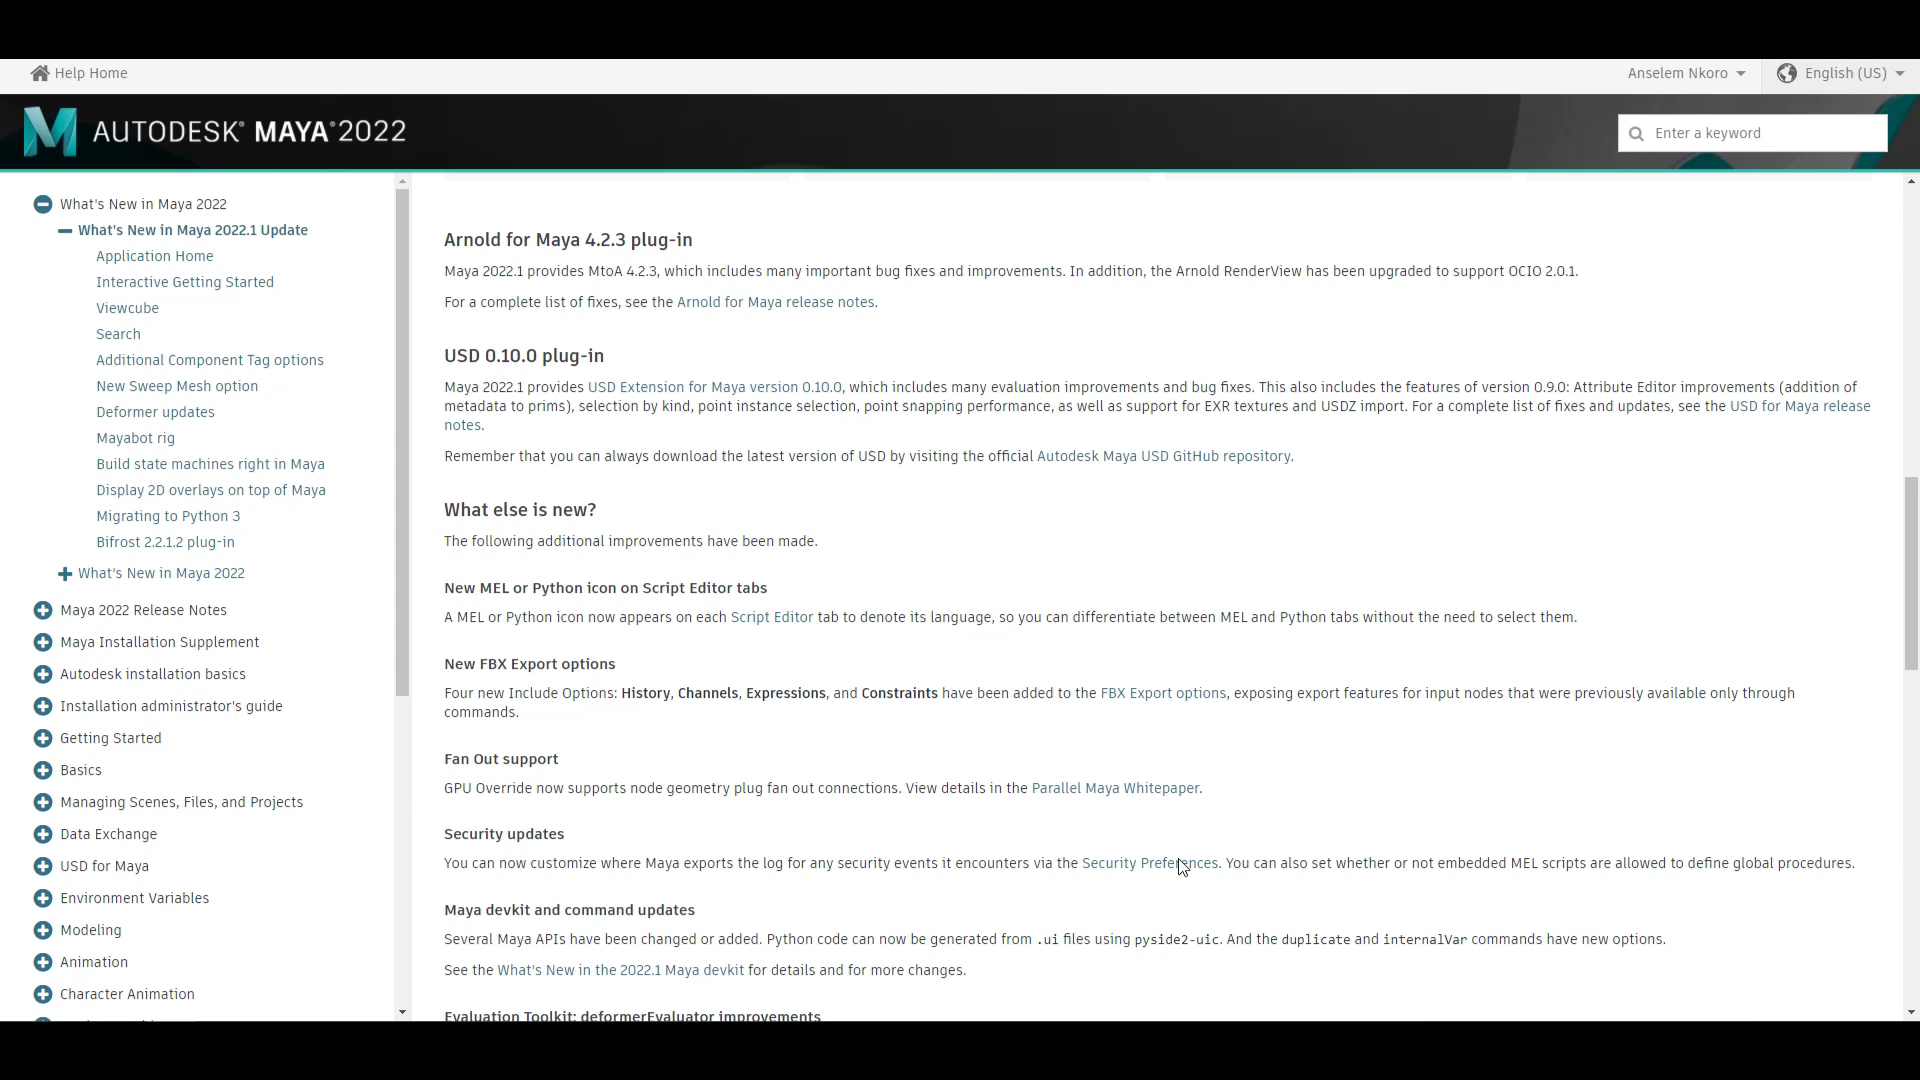 Help Home
Anselem Nkoro
English (US)
AUTODESK® MAYA® 2022
Enter a keyword
What's New in Maya 2022
What's New in Maya 2022.1 Update
Application Home
Interactive Getting Started
Viewcube
Search
Additional Component Tag options
New Sweep Mesh option
Deformer updates
Mayabot rig
Build state machines right in Maya
Display 2D overlays on top of Maya
Migrating to Python 3
Bifrost 2.2.1.2 plug-in
What's New in Maya 2022
Maya 2022 Release Notes
Maya Installation Supplement
Autodesk installation basics
Installation administrator's guide
Getting Started
Basics
Managing Scenes, Files, and Projects
Data Exchange
USD for Maya
Environment Variables
Modeling
Animation
Character Animation
Arnold for Maya 4.2.3 plug-in
Maya 2022.1 provides MtoA 4.2.3, which includes many important bug fixes and improvements. In addition, the Arnold RenderView has been upgraded to support OCIO 2.0.1.
For a complete list of fixes, see the Arnold for Maya release notes.
USD 0.10.0 plug-in
Maya 2022.1 provides USD Extension for Maya version 0.10.0, which includes many evaluation improvements and bug fixes. This also includes the features of version 0.9.0: Attribute Editor improvements (addition of
metadata to prims), selection by kind, point instance selection, point snapping performance, as well as support for EXR textures and USDZ import. For a complete list of fixes and updates, see the USD for Maya release
notes.
Remember that you can always download the latest version of USD by visiting the official Autodesk Maya USD GitHub repository.
What else is new?
The following additional improvements have been made.
New MEL or Python icon on Script Editor tabs
A MEL or Python icon now appears on each Script Editor tab to denote its language, so you can differentiate between MEL and Python tabs without the need to select them.
New FBX Export options
Four new Include Options: History, Channels, Expressions, and Constraints have been added to the FBX Export options, exposing export features for input nodes that were previously available only through
commands.
Fan Out support
GPU Override now supports node geometry plug fan out connections. View details in the Parallel Maya Whitepaper.
Security updates
You can now customize where Maya exports the log for any security events it encounters via the Security Preferences. You can also set whether or not embedded MEL scripts are allowed to define global procedures.
Maya devkit and command updates
Several Maya APIs have been changed or added. Python code can now be generated from .ui files using pyside2-uic. And the duplicate and internalVar commands have new options.
See the What's New in the 2022.1 Maya devkit for details and for more changes.
Evaluation Toolkit: deformerEvaluator improvements